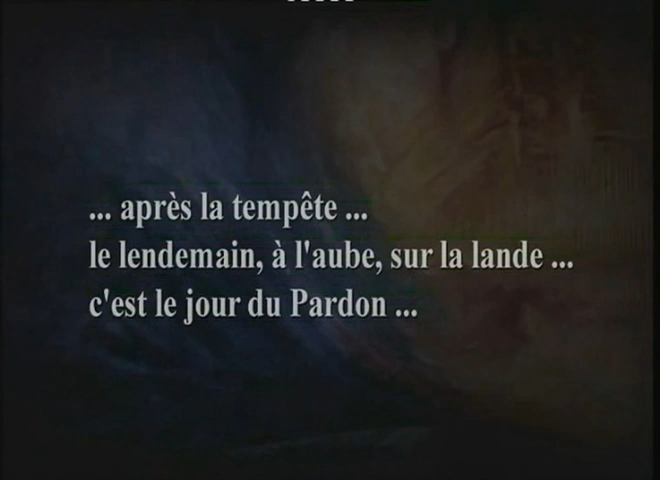 ... après la tempête ...
le lendemain, à l'aube, sur la lande ...
c'est le jour du Pardon ...